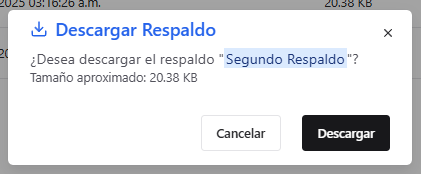 2025 03:16:26 a.m. 20.38 KB
Descargar Respaldo
¿Desea descargar el respaldo "Segundo Respaldo"?
Tamaño aproximado: 20.38 KB
Cancelar Descargar